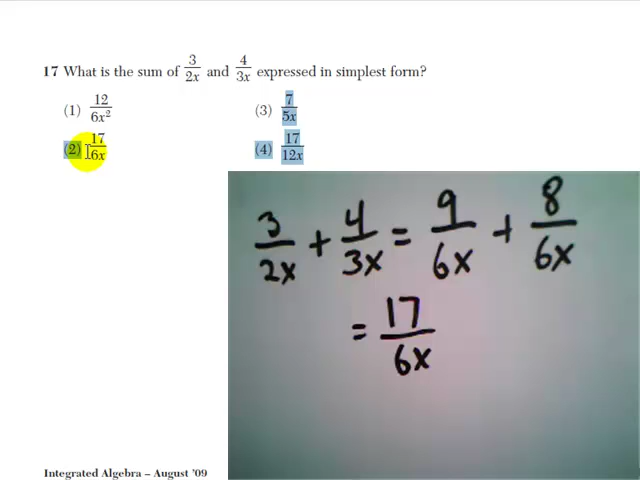 17 What is the sum of 3/2x and 4/3x expressed in simplest form?
(1) 12/6x² (3) 7/5x
(2) 17/6x (4) 17/12x
3/2x + 4/3x = 9/6x + 8/6x
= 17/6x
Integrated Algebra – August ’09